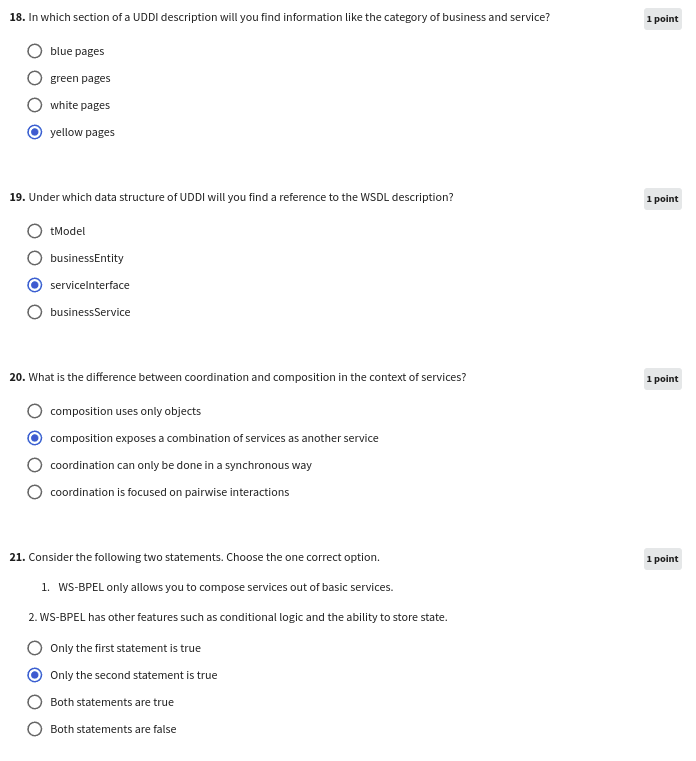 18. In which section of a UDDI description will you find information like the category of business and service?
1 point
blue pages
green pages
white pages
yellow pages
19. Under which data structure of UDDI will you find a reference to the WSDL description?
1 point
tModel
businessEntity
serviceInterface
businessService
20. What is the difference between coordination and composition in the context of services?
1 point
composition uses only objects
composition exposes a combination of services as another service
coordination can only be done in a synchronous way
coordination is focused on pairwise interactions
21. Consider the following two statements. Choose the one correct option.
1 point
1. WS-BPEL only allows you to compose services out of basic services.
2. WS-BPEL has other features such as conditional logic and the ability to store state.
Only the first statement is true
Only the second statement is true
Both statements are true
Both statements are false